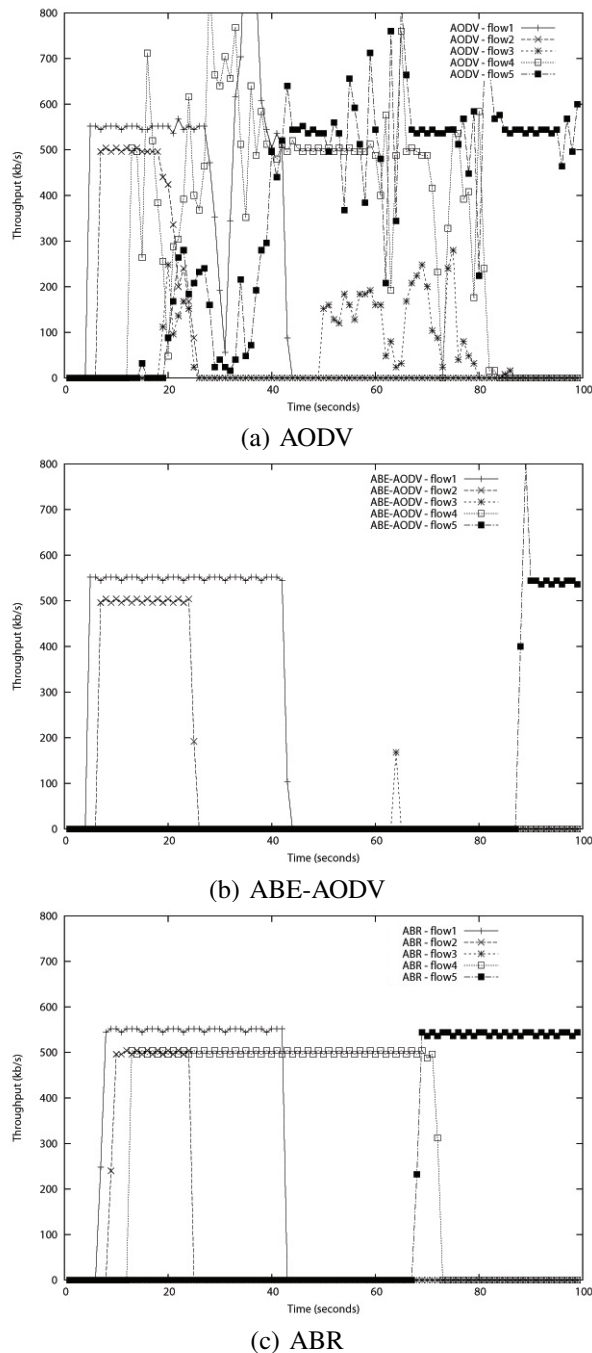 800
700
600
500
400
300
200
100
0
Throughput (kb/s)
AODV - flow1
AODV - flow2
AODV - flow3
AODV - flow4
AODV - flow5
0 20 40 60 80 100
Time (seconds)
(a) AODV
800
700
600
500
400
300
200
100
0
Throughput (kb/s)
ABE-AODV - flow1
ABE-AODV - flow2
ABE-AODV - flow3
ABE-AODV - flow4
ABE-AODV - flow5
0 20 40 60 80 100
Time (seconds)
(b) ABE-AODV
800
700
600
500
400
300
200
100
0
Throughput (kb/s)
ABR - flow1
ABR - flow2
ABR - flow3
ABR - flow4
ABR - flow5
0 20 40 60 80 100
Time (seconds)
(c) ABR